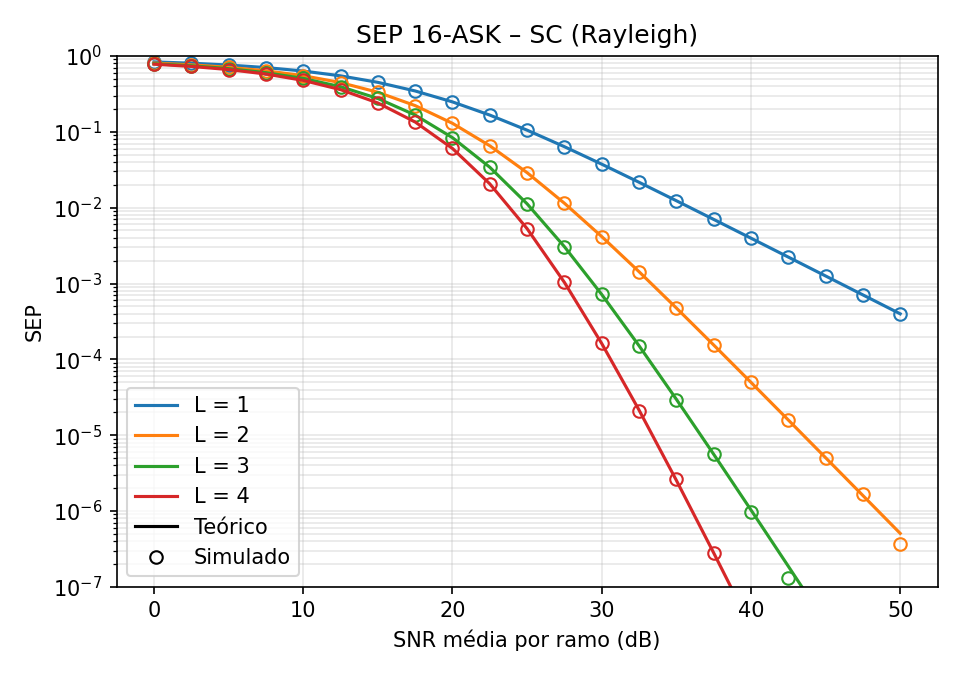 SEP 16-ASK – SC (Rayleigh)
SEP
10^0
10^-1
10^-2
10^-3
10^-4
10^-5
10^-6
10^-7
L = 1
L = 2
L = 3
L = 4
Teórico
Simulado
0 10 20 30 40 50
SNR média por ramo (dB)